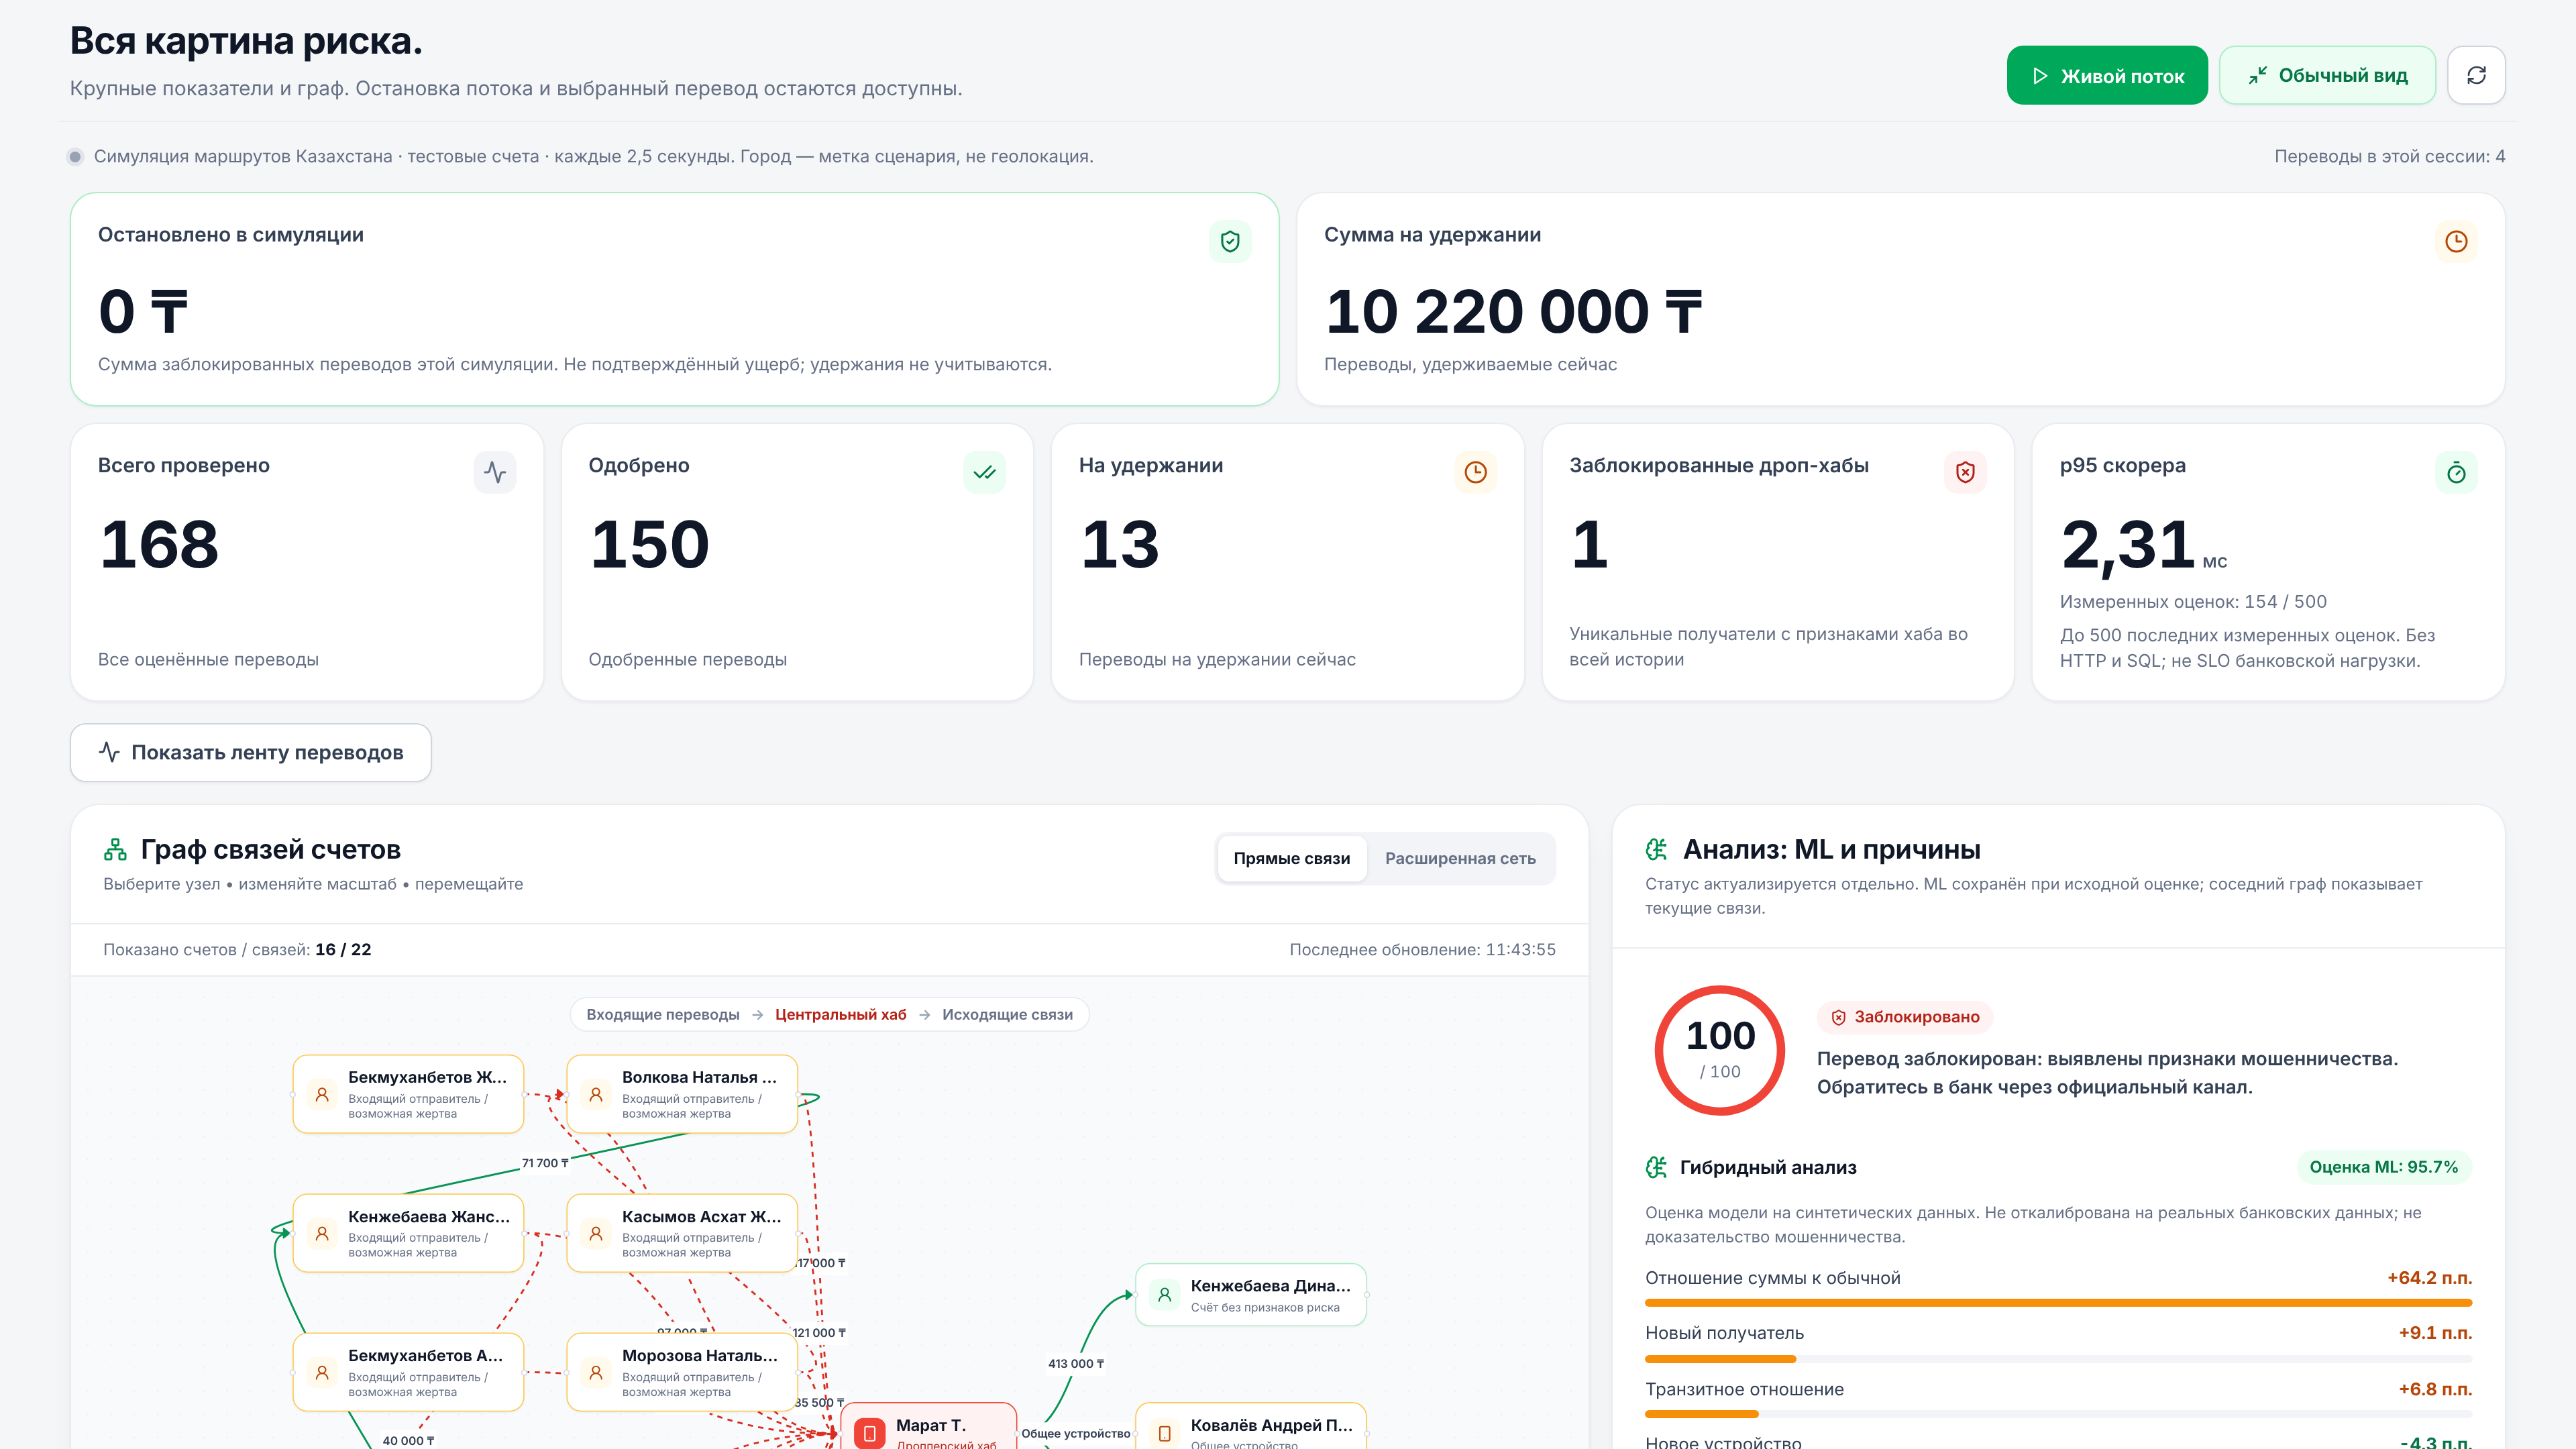 Вся картина риска.
Крупные показатели и граф. Остановка потока и выбранный перевод остаются доступны.
Живой поток
Обычный вид
Симуляция маршрутов Казахстана · тестовые счета · каждые 2,5 секунды. Город — метка сценария, не геолокация.
Переводы в этой сессии: 4
Остановлено в симуляции
0 ₸
Сумма заблокированных переводов этой симуляции. Не подтверждённый ущерб; удержания не учитываются.
Сумма на удержании
10 220 000 ₸
Переводы, удерживаемые сейчас
Всего проверено
168
Все оценённые переводы
Одобрено
150
Одобренные переводы
На удержании
13
Переводы на удержании сейчас
Заблокированные дроп-хабы
1
Уникальные получатели с признаками хаба во
всей истории
p95 скорера
2,31 мс
Измеренных оценок: 154 / 500
До 500 последних измеренных оценок. Без
HTTP и SQL; не SLO банковской нагрузки.
Показать ленту переводов
Граф связей счетов
Выберите узел • изменяйте масштаб • перемещайте
Прямые связи
Расширенная сеть
Показано счетов / связей: 16 / 22
Последнее обновление: 11:43:55
Входящие переводы → Центральный хаб → Исходящие связи
Бекмуханбетов Ж...
Входящий отправитель /
возможная жертва
Волкова Наталья ...
Входящий отправитель /
возможная жертва
71 700 ₸
Кенжебаева Жанс...
Входящий отправитель /
возможная жертва
Касымов Асхат Ж...
Входящий отправитель /
возможная жертва
17 000 ₸
Кенжебаева Дина...
Счёт без признаков риска
97 000 ₸
121 000 ₸
Бекмуханбетов А...
Входящий отправитель /
возможная жертва
Морозова Наталь...
Входящий отправитель /
возможная жертва
413 000 ₸
35 500 ₸
40 000 ₸
Марат Т.
Дропперский хаб
Общее устройство
Ковалёв Андрей П...
Общее устройство
Анализ: ML и причины
Статус актуализируется отдельно. ML сохранён при исходной оценке; соседний граф показывает
текущие связи.
100
/ 100
Заблокировано
Перевод заблокирован: выявлены признаки мошенничества.
Обратитесь в банк через официальный канал.
Гибридный анализ
Оценка ML: 95.7%
Оценка модели на синтетических данных. Не откалибрована на реальных банковских данных; не
доказательство мошенничества.
Отношение суммы к обычной
+64.2 п.п.
Новый получатель
+9.1 п.п.
Транзитное отношение
+6.8 п.п.
Новое устройство
-4.3 п.п.